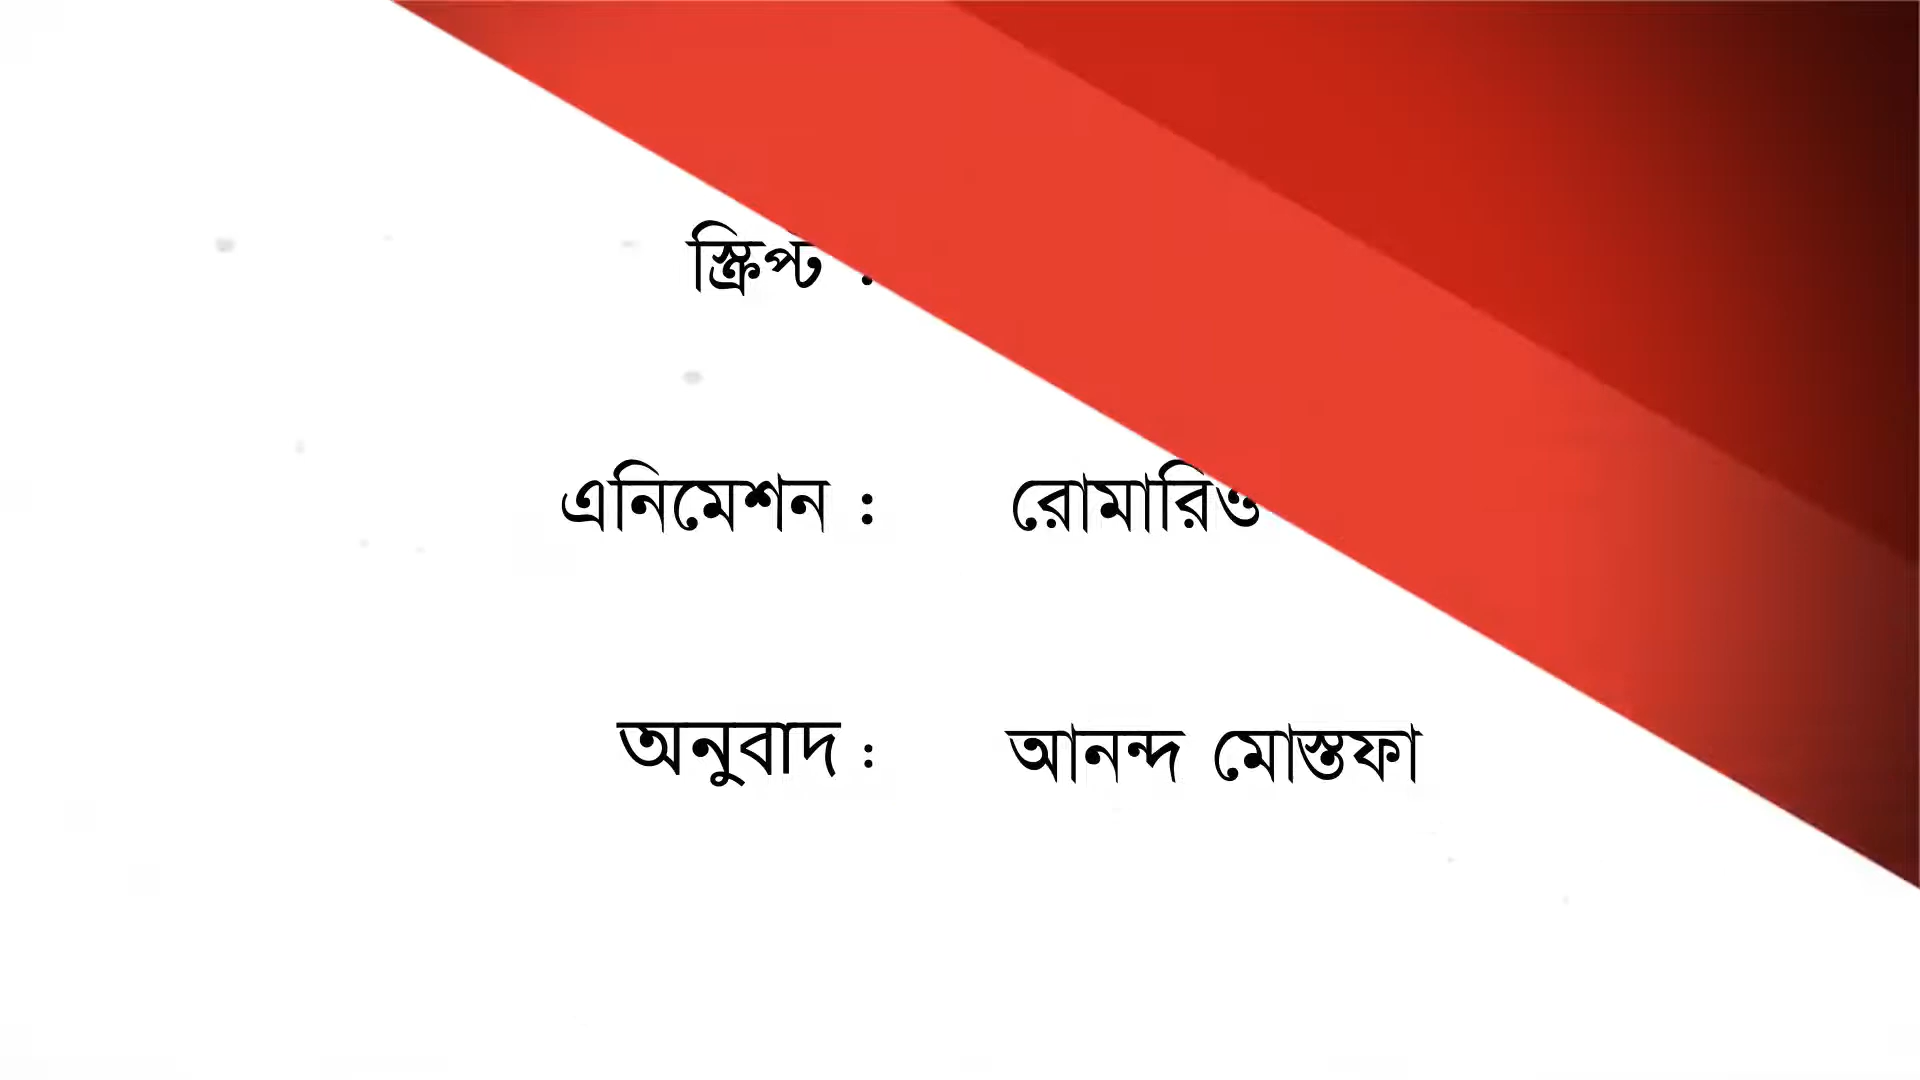 স্ক্রিপ্ট :
এনিমেশন :
অনুবাদ : আনন্দ মোস্তফা